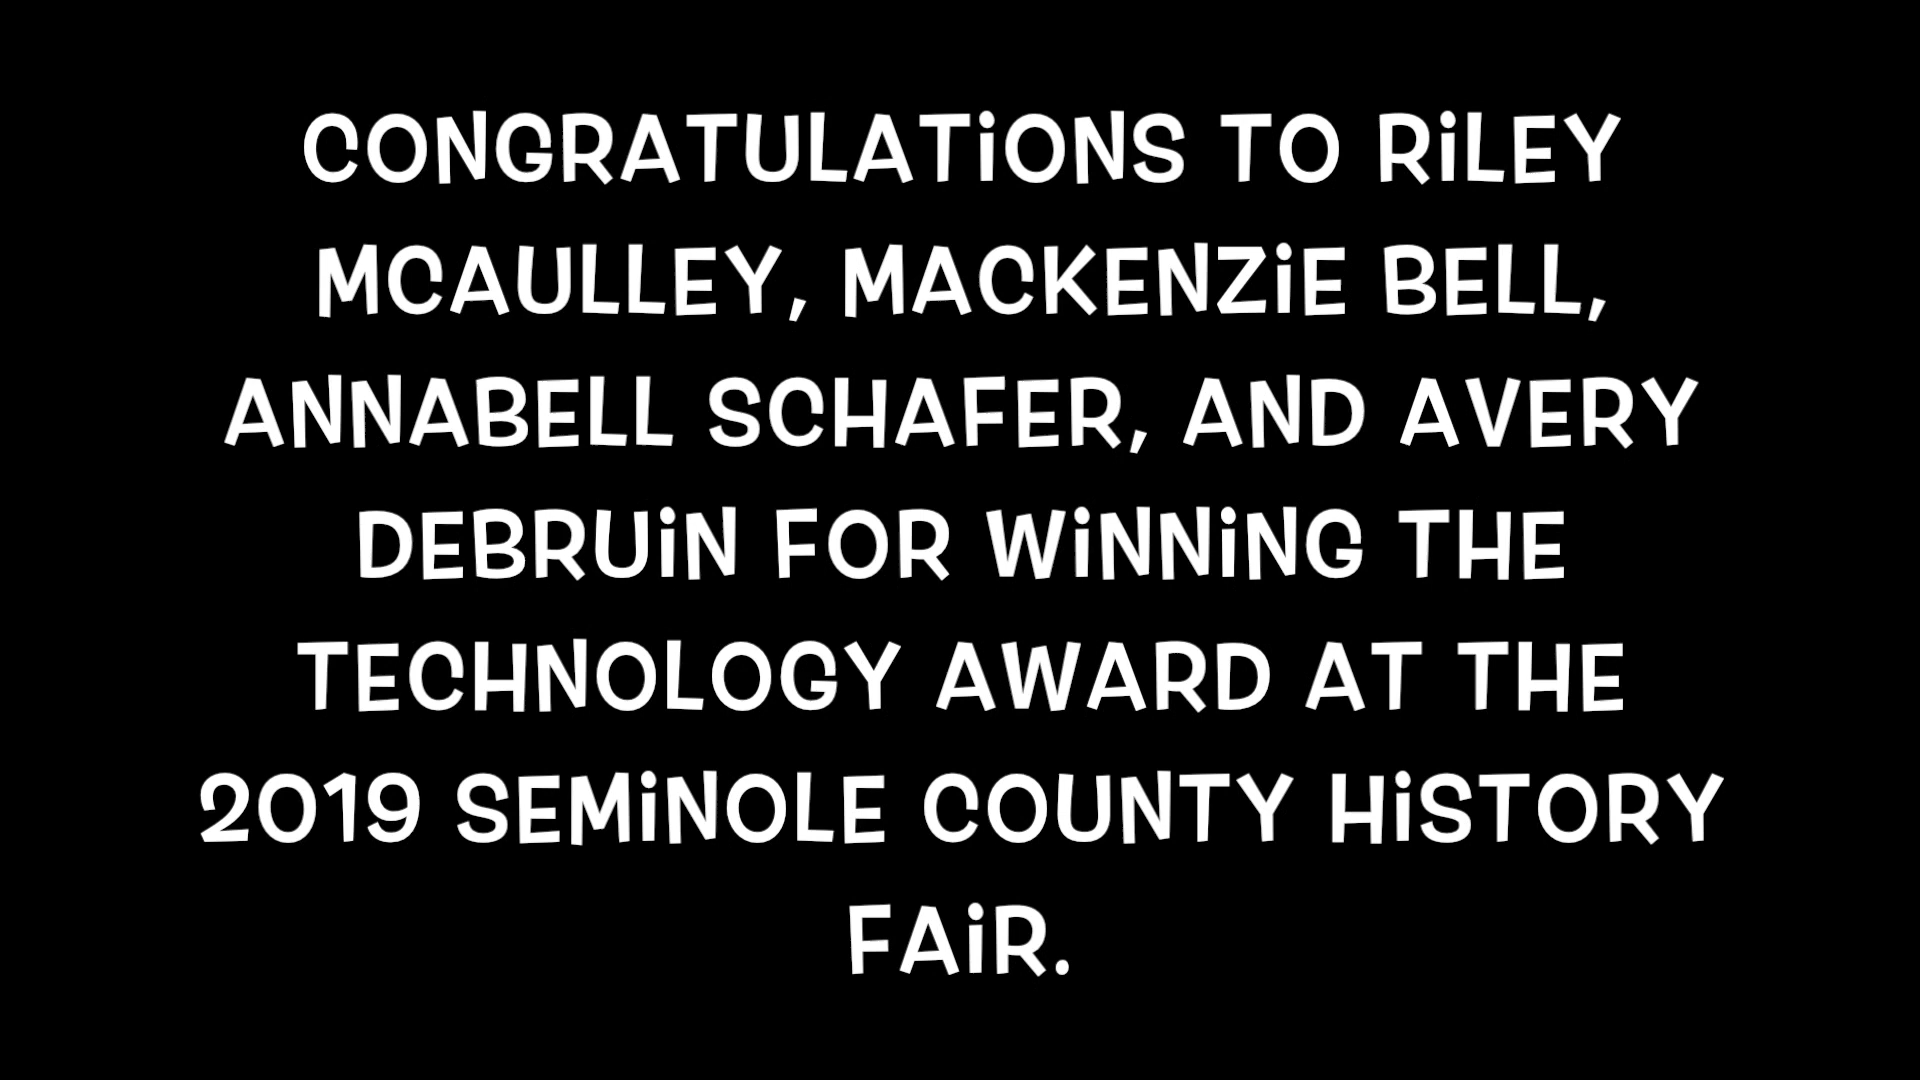 CONGRATULATiONS TO RiLEY
MCAULLEY, MACKENZiE BELL,
ANNABELL SCHAFER, AND AVERY
DEBRUiN FOR WiNNiNG THE
TECHNOLOGY AWARD AT THE
2019 SEMiNOLE COUNTY HiSTORY
FAiR.